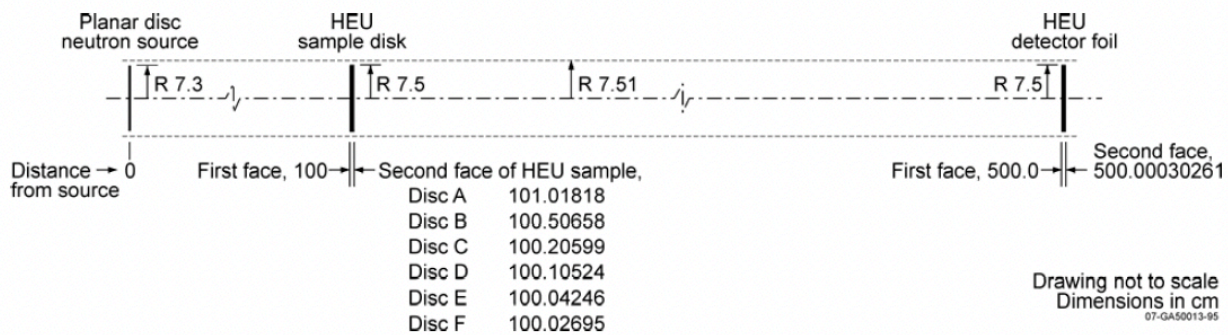 Planar disc
neutron source
HEU
sample disk
HEU
detector foil
R 7.3
R 7.5
R 7.51
R 7.5
Distance
from source
0
First face, 100
Second face of HEU sample,
Disc A 101.01818
Disc B 100.50658
Disc C 100.20599
Disc D 100.10524
Disc E 100.04246
Disc F 100.02695
First face, 500.0
Second face,
500.00030261
Drawing not to scale
Dimensions in cm
07-GA50013-95